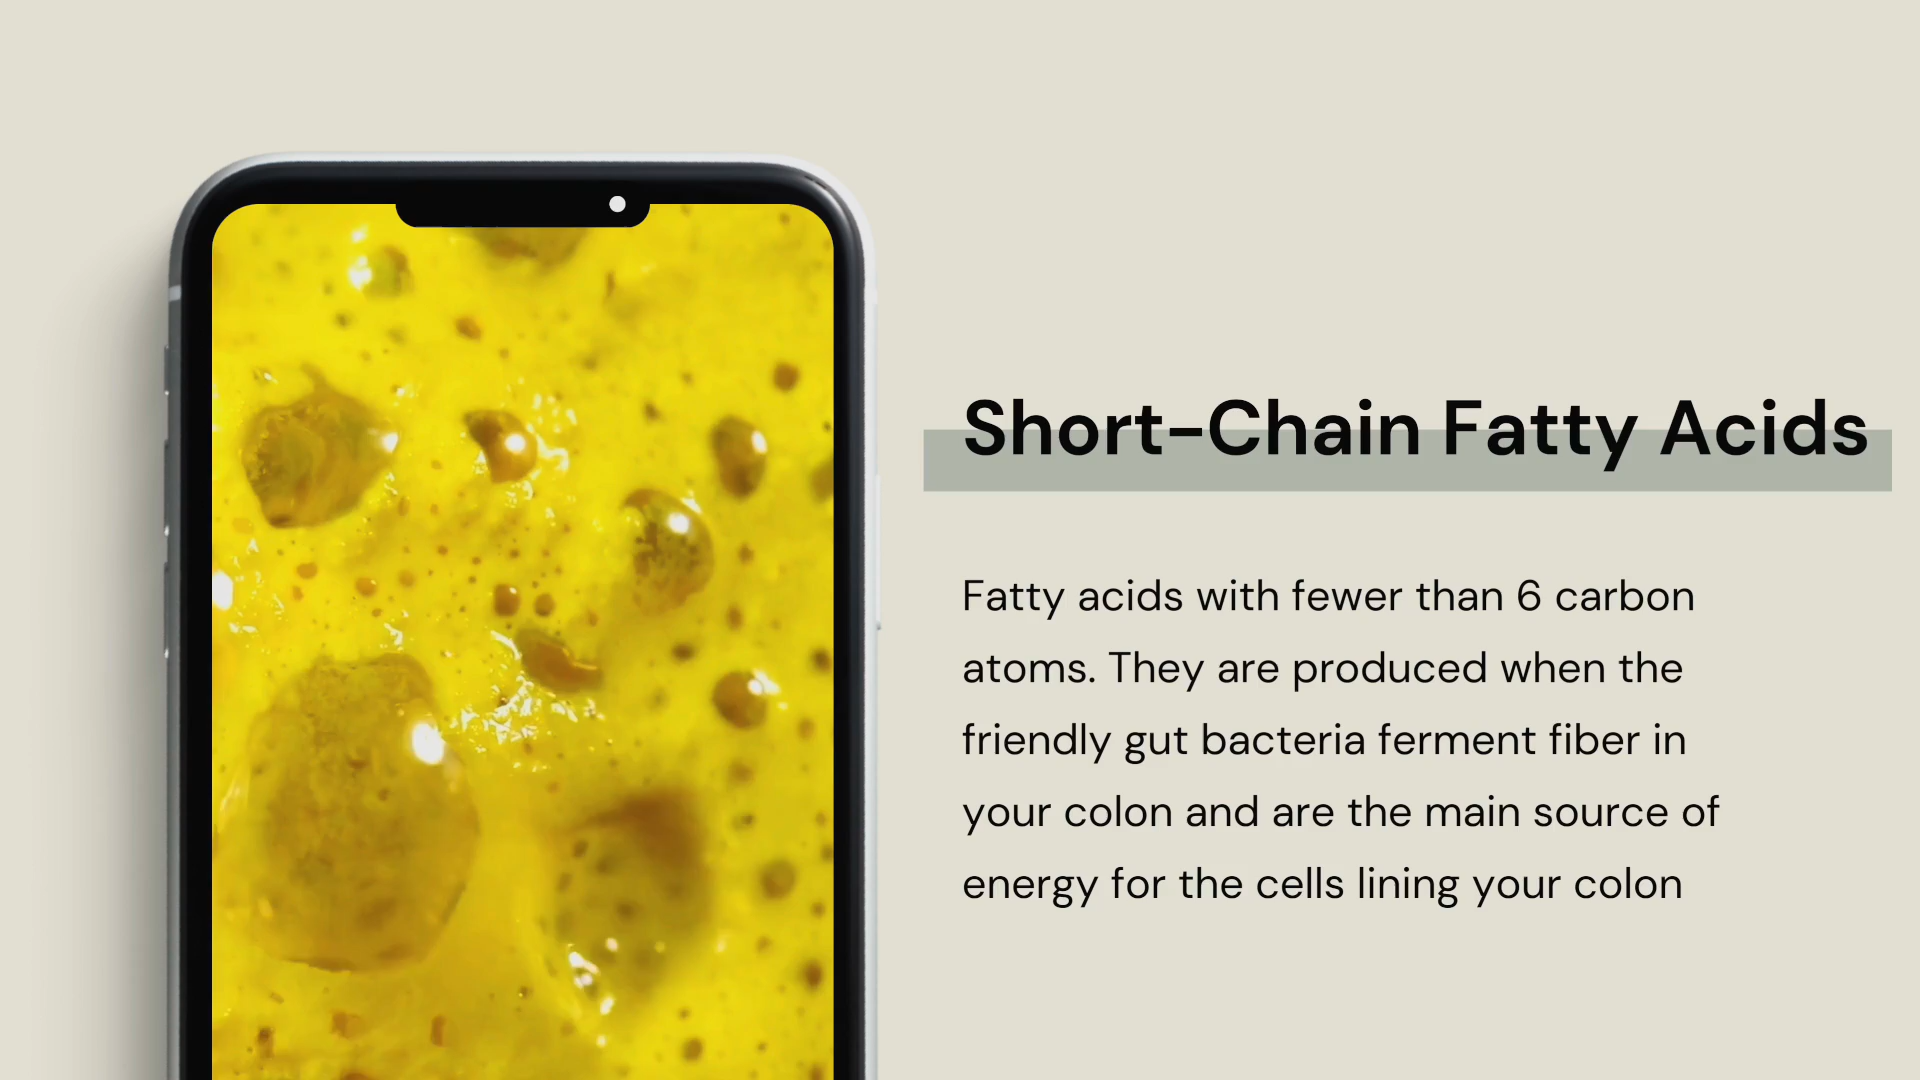 Short-Chain Fatty Acids
Fatty acids with fewer than 6 carbon
atoms. They are produced when the
friendly gut bacteria ferment fiber in
your colon and are the main source of
energy for the cells lining your colon